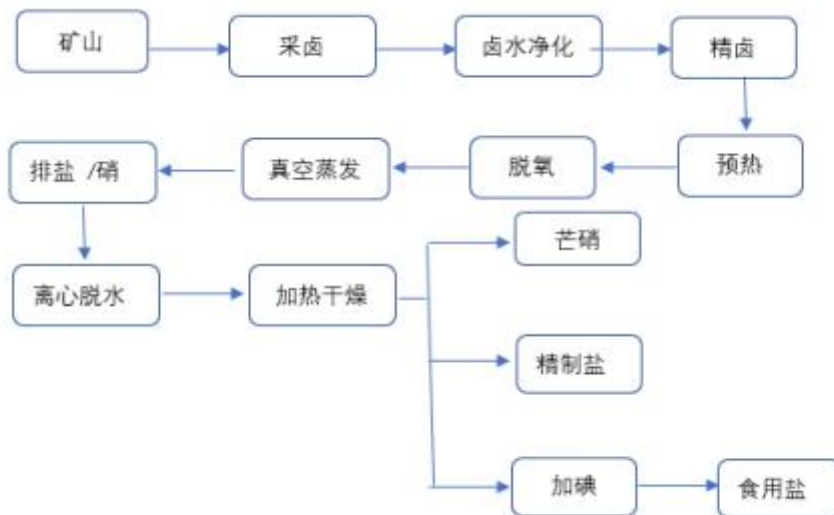 矿山
采卤
卤水净化
精卤
预热
脱氧
真空蒸发
排盐 /硝
离心脱水
加热干燥
芒硝
精制盐
加碘
食用盐